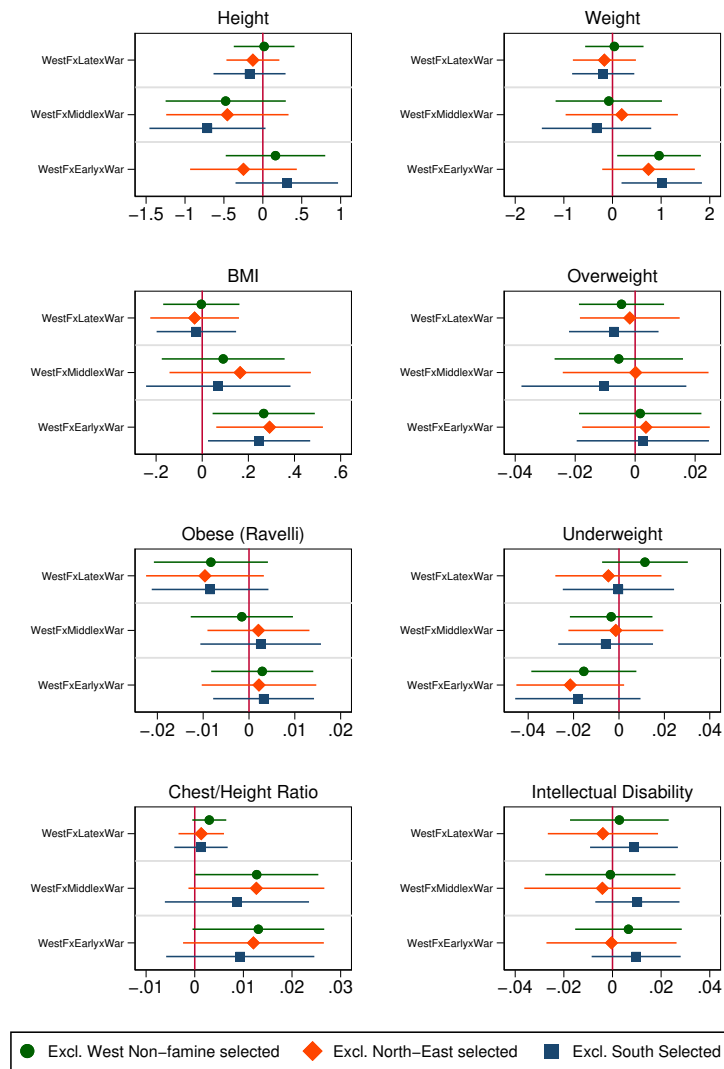 Height
WestFxLatexWar
WestFxMiddlexWar
WestFxEarlyxWar
−1.5 −1 −.5 0 .5 1
Weight
WestFxLatexWar
WestFxMiddlexWar
WestFxEarlyxWar
−2 −1 0 1 2
BMI
WestFxLatexWar
WestFxMiddlexWar
WestFxEarlyxWar
−.2 0 .2 .4 .6
Overweight
WestFxLatexWar
WestFxMiddlexWar
WestFxEarlyxWar
−.04 −.02 0 .02
Obese (Ravelli)
WestFxLatexWar
WestFxMiddlexWar
WestFxEarlyxWar
−.02 −.01 0 .01 .02
Underweight
WestFxLatexWar
WestFxMiddlexWar
WestFxEarlyxWar
−.04 −.02 0 .02 .04
Chest/Height Ratio
WestFxLatexWar
WestFxMiddlexWar
WestFxEarlyxWar
−.01 0 .01 .02 .03
Intellectual Disability
WestFxLatexWar
WestFxMiddlexWar
WestFxEarlyxWar
−.04 −.02 0 .02 .04
Excl. West Non−famine selected Excl. North−East selected Excl. South Selected